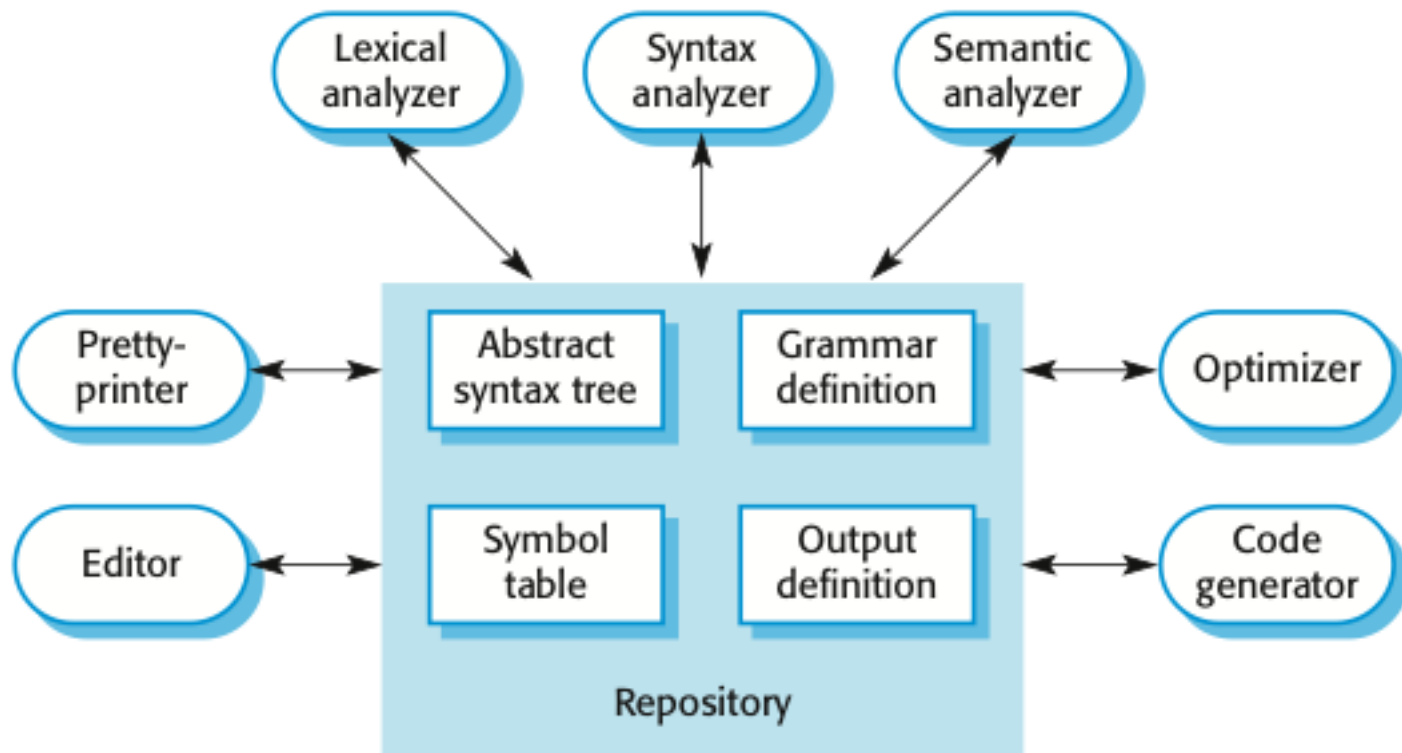 Lexical
analyzer
Syntax
analyzer
Semantic
analyzer
Pretty-
printer
Abstract
syntax tree
Grammar
definition
Optimizer
Editor
Symbol
table
Output
definition
Code
generator
Repository